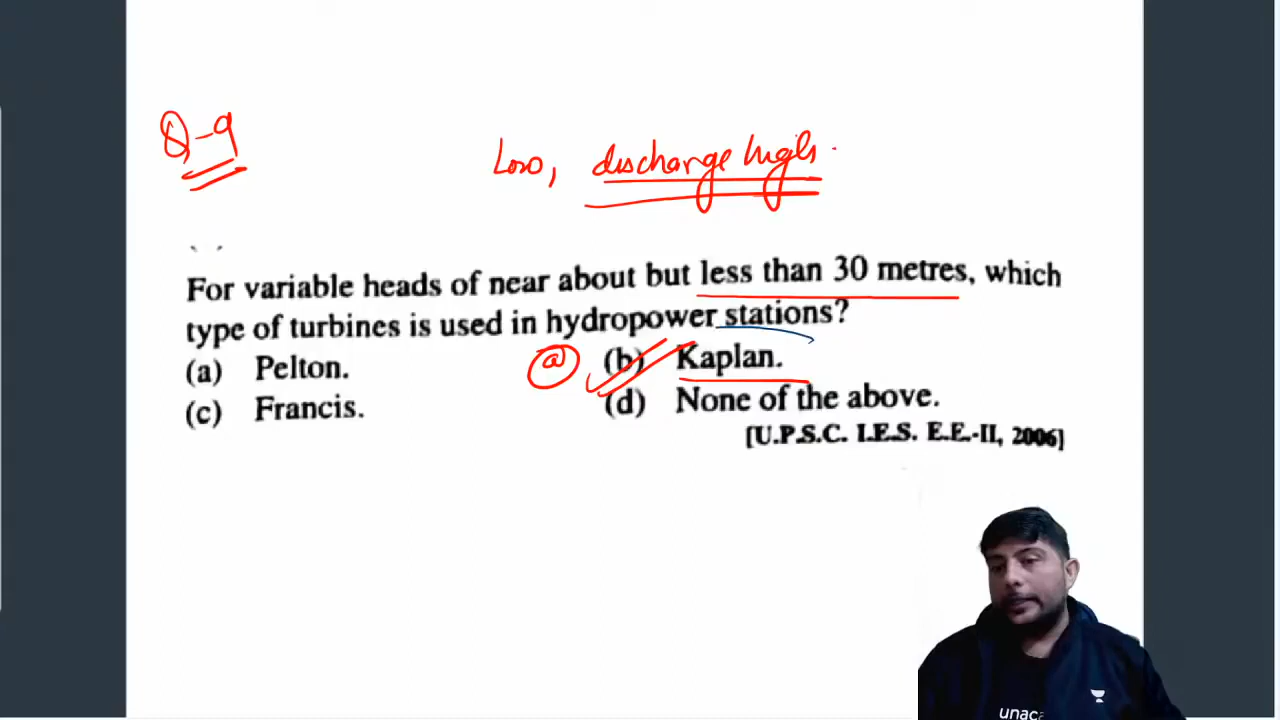 Q-9
Low, discharge high.
For variable heads of near about but less than 30 metres, which
type of turbines is used in hydropower stations?
(a) Pelton.
@ (b) Kaplan.
(c) Francis.
(d) None of the above.
[U.P.S.C. I.E.S. E.E.-II, 2006]
unaca